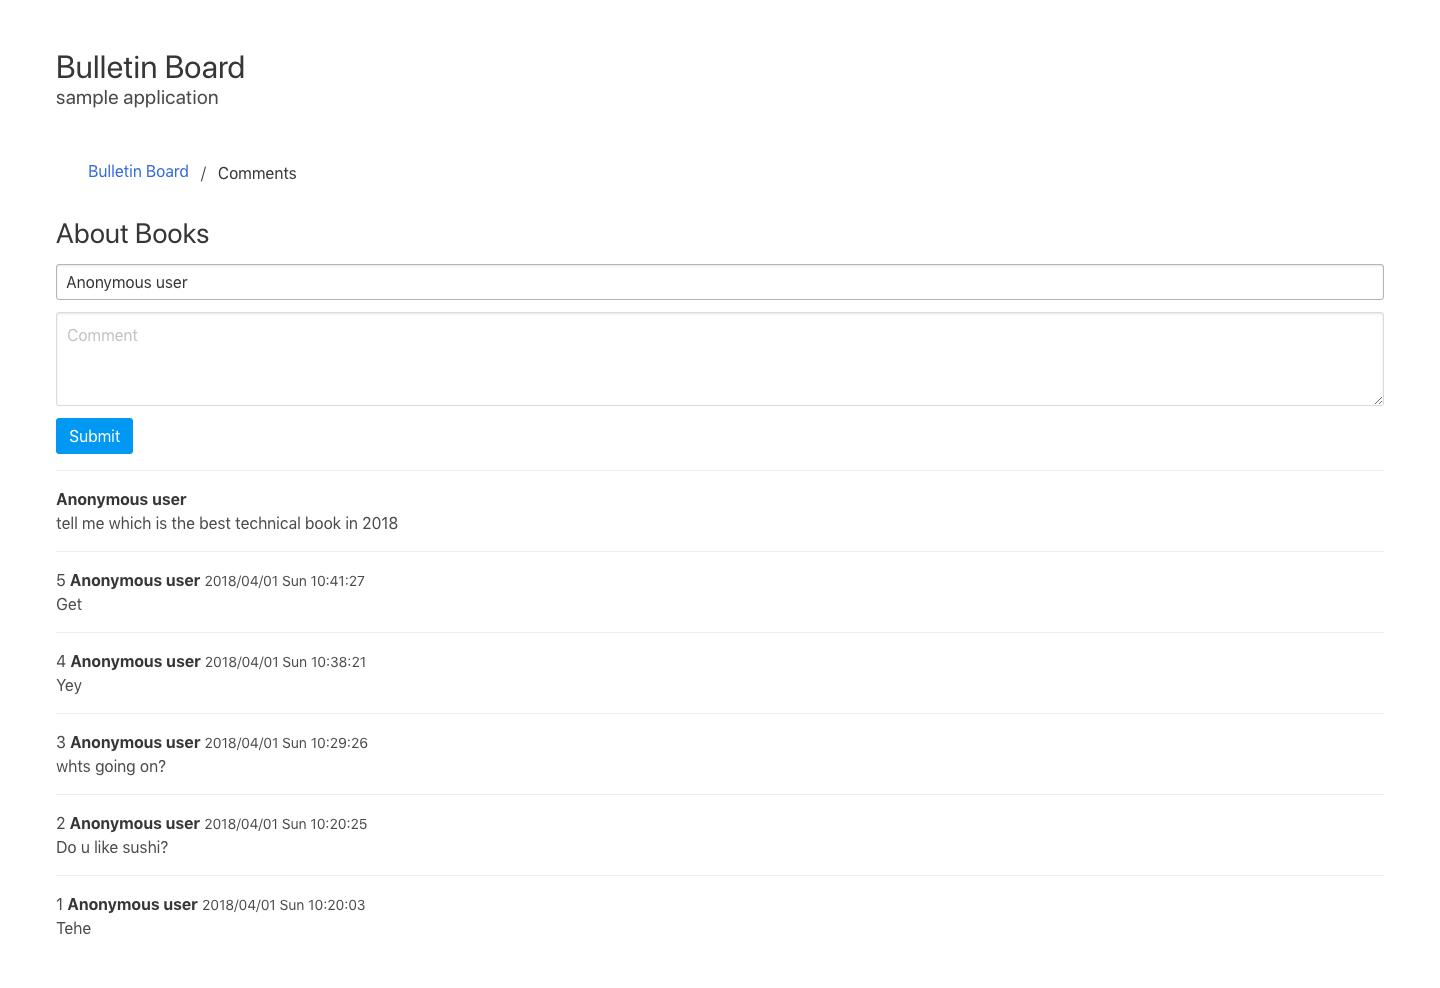 Bulletin Board
sample application
Bulletin Board / Comments
About Books
Anonymous user
Comment
Submit
Anonymous user
tell me which is the best technical book in 2018
5 Anonymous user 2018/04/01 Sun 10:41:27
Get
4 Anonymous user 2018/04/01 Sun 10:38:21
Yey
3 Anonymous user 2018/04/01 Sun 10:29:26
whts going on?
2 Anonymous user 2018/04/01 Sun 10:20:25
Do u like sushi?
1 Anonymous user 2018/04/01 Sun 10:20:03
Tehe